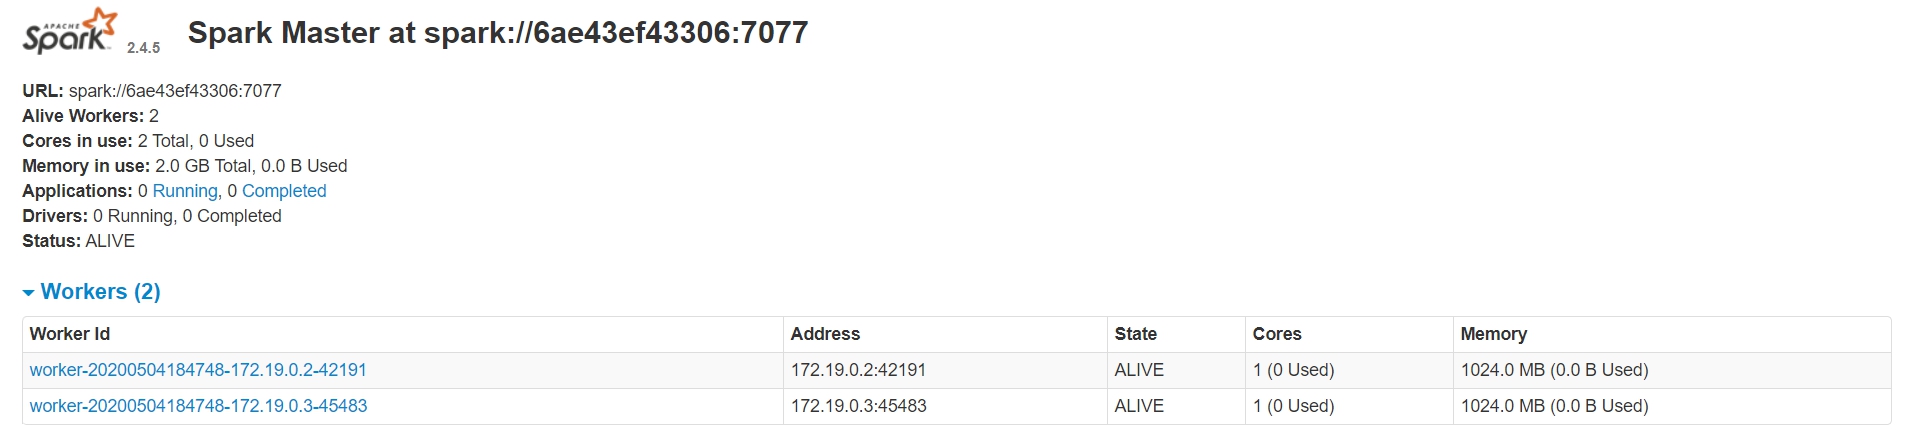 APACHE Spark 2.4.5 Spark Master at spark://6ae43ef43306:7077
URL: spark://6ae43ef43306:7077
Alive Workers: 2
Cores in use: 2 Total, 0 Used
Memory in use: 2.0 GB Total, 0.0 B Used
Applications: 0 Running, 0 Completed
Drivers: 0 Running, 0 Completed
Status: ALIVE
Workers (2)
Worker Id Address State Cores Memory
worker-20200504184748-172.19.0.2-42191 172.19.0.2:42191 ALIVE 1 (0 Used) 1024.0 MB (0.0 B Used)
worker-20200504184748-172.19.0.3-45483 172.19.0.3:45483 ALIVE 1 (0 Used) 1024.0 MB (0.0 B Used)